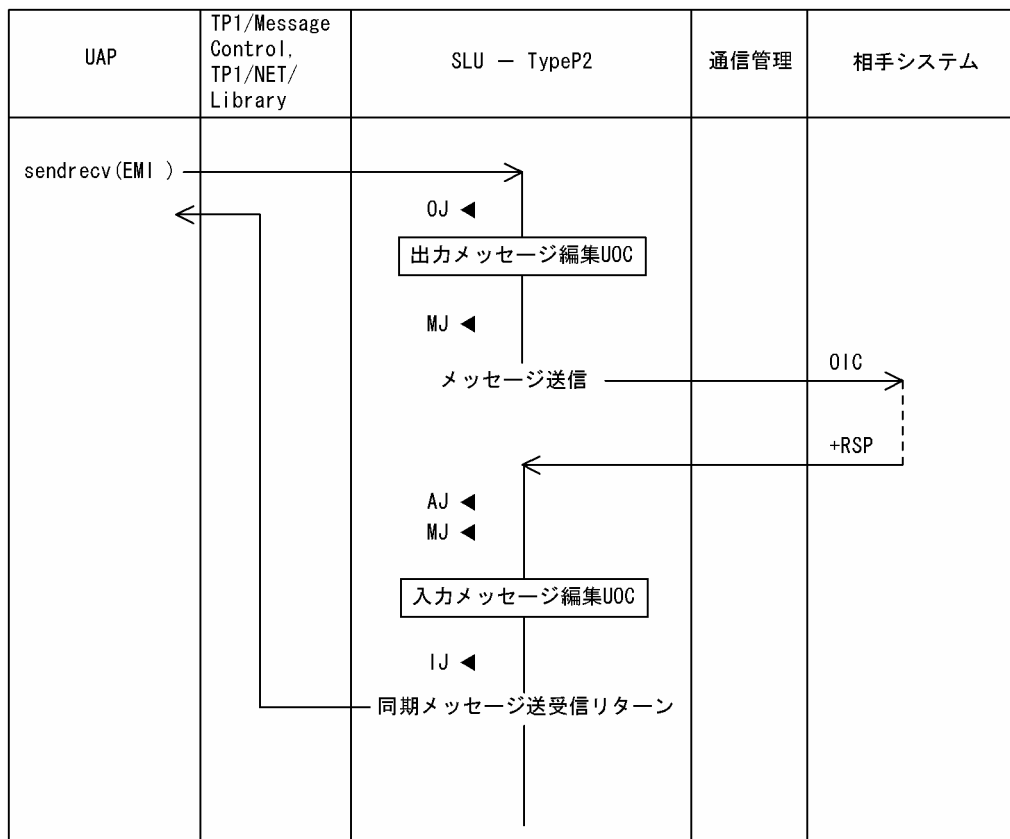 UAP
TP1/Message
Control,
TP1/NET/
Library
SLU － TypeP2
通信管理
相手システム
sendrecv(EMI )
OJ ◀
出力メッセージ編集UOC
MJ ◀
メッセージ送信
OIC
+RSP
AJ ◀
MJ ◀
入力メッセージ編集UOC
IJ ◀
同期メッセージ送受信リターン